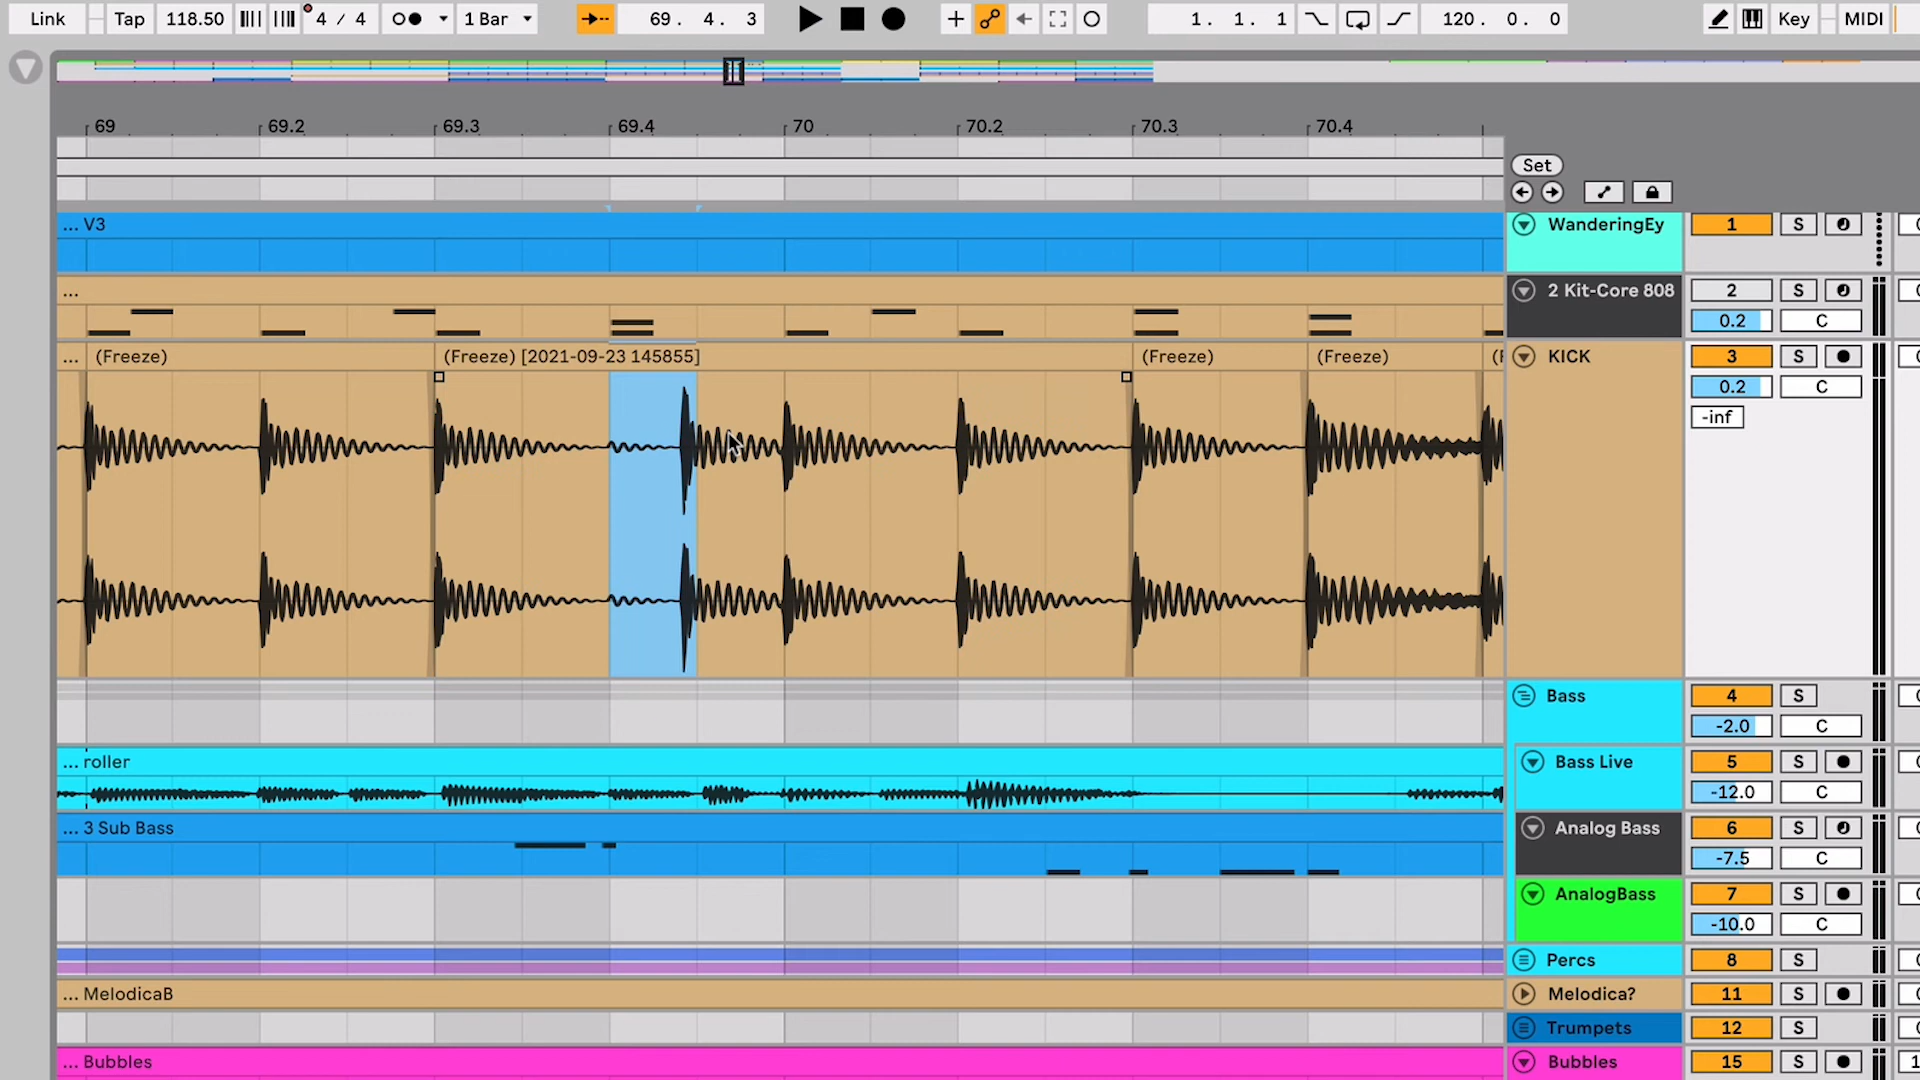 Link Tap 118.50 4 / 4 1 Bar 69. 4. 3 1. 1. 1 120. 0. 0 Key MIDI
69 69.2 69.3 69.4 70 70.2 70.3 70.4
Set
... V3 WanderingEy 1 S
... 2 Kit-Core 808 2 S
0.2 C
... (Freeze) (Freeze) [2021-09-23 145855] (Freeze) (Freeze) KICK 3 S
0.2 C
-inf
Bass 4 S
-2.0 C
... roller Bass Live 5 S
-12.0 C
... 3 Sub Bass Analog Bass 6 S
-7.5 C
AnalogBass 7 S
-10.0 C
Percs 8 S
... MelodicaB Melodica? 11 S
Trumpets 12 S
... Bubbles Bubbles 15 S